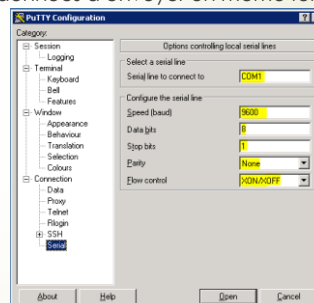 PuTTY Configuration
Category:
Session
Logging
Terminal
Keyboard
Bell
Features
Window
Appearance
Behaviour
Translation
Selection
Colours
Connection
Data
Proxy
Telnet
Rlogin
SSH
Serial
Options controlling local serial lines
Select a serial line
Serial line to connect to COM1
Configure the serial line
Speed (baud) 9600
Data bits 8
Stop bits 1
Parity None
Flow control XON/XOFF
About Help Open Cancel